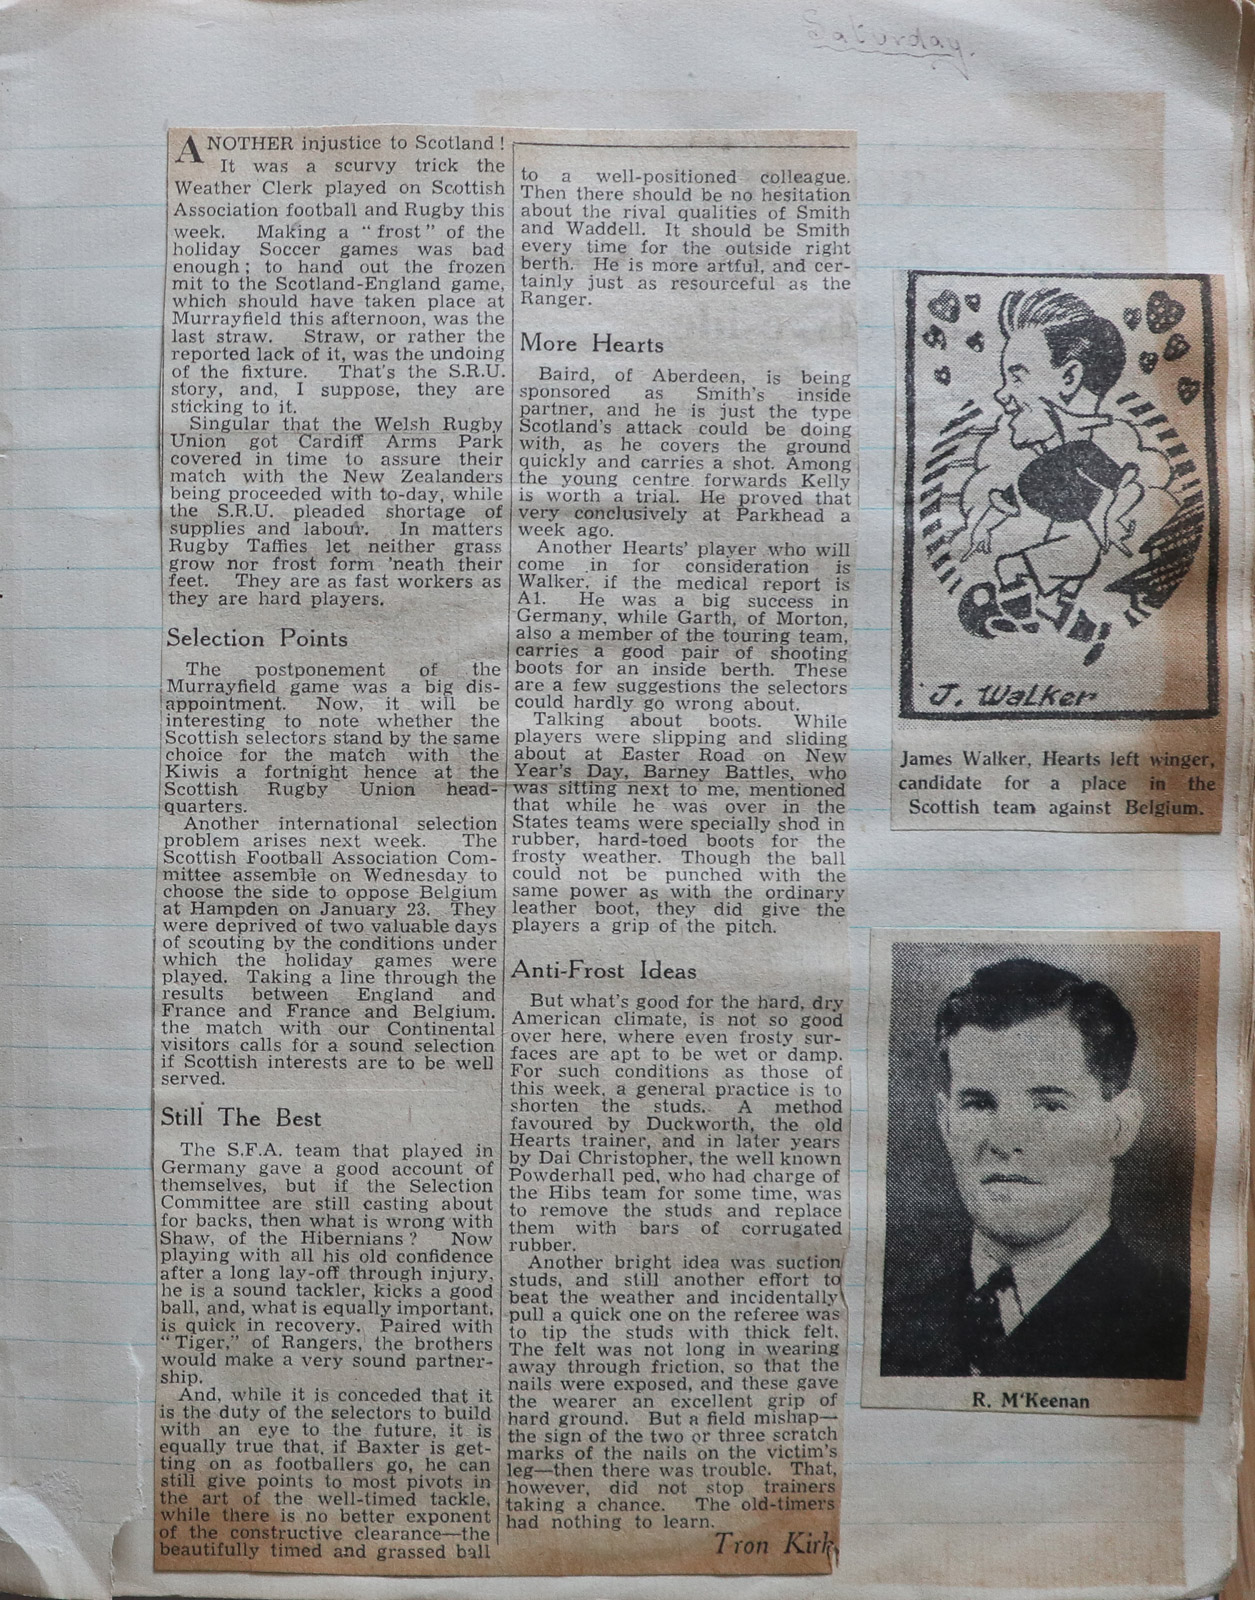 Saturday.
ANOTHER injustice to Scotland!
It was a scurvy trick the
Weather Clerk played on Scottish
Association football and Rugby this
week. Making a "frost" of the
holiday Soccer games was bad
enough; to hand out the frozen
mit to the Scotland-England game,
which should have taken place at
Murrayfield this afternoon, was the
last straw. Straw, or rather the
reported lack of it, was the undoing
of the fixture. That's the S.R.U.
story, and, I suppose, they are
sticking to it.
Singular that the Welsh Rugby
Union got Cardiff Arms Park
covered in time to assure their
match with the New Zealanders
being proceeded with to-day, while
the S.R.U. pleaded shortage of
supplies and labour. In matters
Rugby Taffies let neither grass
grow nor frost form 'neath their
feet. They are as fast workers as
they are hard players.
Selection Points
The postponement of the
Murrayfield game was a big dis-
appointment. Now, it will be
interesting to note whether the
Scottish selectors stand by the same
choice for the match with the
Kiwis a fortnight hence at the
Scottish Rugby Union head-
quarters.
Another international selection
problem arises next week. The
Scottish Football Association Com-
mittee assemble on Wednesday to
choose the side to oppose Belgium
at Hampden on January 23. They
were deprived of two valuable days
of scouting by the conditions under
which the holiday games were
played. Taking a line through the
results between England and
France and France and Belgium,
the match with our Continental
visitors calls for a sound selection
if Scottish interests are to be well
served.
Still The Best
The S.F.A. team that played in
Germany gave a good account of
themselves, but if the Selection
Committee are still casting about
for backs, then what is wrong with
Shaw, of the Hibernians? Now
playing with all his old confidence
after a long lay-off through injury,
he is a sound tackler, kicks a good
ball, and, what is equally important,
is quick in recovery. Paired with
"Tiger," of Rangers, the brothers
would make a very sound partner-
ship.
And, while it is conceded that it
is the duty of the selectors to build
with an eye to the future, it is
equally true that, if Baxter is get-
ting on as footballers go, he can
still give points to most pivots in
the art of the well-timed tackle,
while there is no better exponent
of the constructive clearance—the
beautifully timed and grassed ball
to a well-positioned colleague.
Then there should be no hesitation
about the rival qualities of Smith
and Waddell. It should be Smith
every time for the outside right
berth. He is more artful, and cer-
tainly just as resourceful as the
Ranger.
More Hearts
Baird, of Aberdeen, is being
sponsored as Smith's inside
partner, and he is just the type
Scotland's attack could be doing
with, as he covers the ground
quickly and carries a shot. Among
the young centre forwards Kelly
is worth a trial. He proved that
very conclusively at Parkhead a
week ago.
Another Hearts' player who will
come in for consideration is
Walker, if the medical report is
A1. He was a big success in
Germany, while Garth, of Morton,
also a member of the touring team,
carries a good pair of shooting
boots for an inside berth. These
are a few suggestions the selectors
could hardly go wrong about.
Talking about boots. While
players were slipping and sliding
about at Easter Road on New
Year's Day, Barney Battles, who
was sitting next to me, mentioned
that while he was over in the
States teams were specially shod in
rubber, hard-toed boots for the
frosty weather. Though the ball
could not be punched with the
same power as with the ordinary
leather boot, they did give the
players a grip of the pitch.
Anti-Frost Ideas
But what's good for the hard, dry
American climate, is not so good
over here, where even frosty sur-
faces are apt to be wet or damp.
For such conditions as those of
this week, a general practice is to
shorten the studs. A method
favoured by Duckworth, the old
Hearts trainer, and in later years
by Dai Christopher, the well known
Powderhall ped, who had charge of
the Hibs team for some time, was
to remove the studs and replace
them with bars of corrugated
rubber.
Another bright idea was suction
studs, and still another effort to
beat the weather and incidentally
pull a quick one on the referee was
to tip the studs with thick felt.
The felt was not long in wearing
away through friction, so that the
nails were exposed, and these gave
the wearer an excellent grip of
hard ground. But a field mishap—
the sign of the two or three scratch
marks of the nails on the victim's
leg—then there was trouble. That,
however, did not stop trainers
taking a chance. The old-timers
had nothing to learn.
Tron Kirk
J. Walker
James Walker, Hearts left winger,
candidate for a place in the
Scottish team against Belgium.
R. M'Keenan